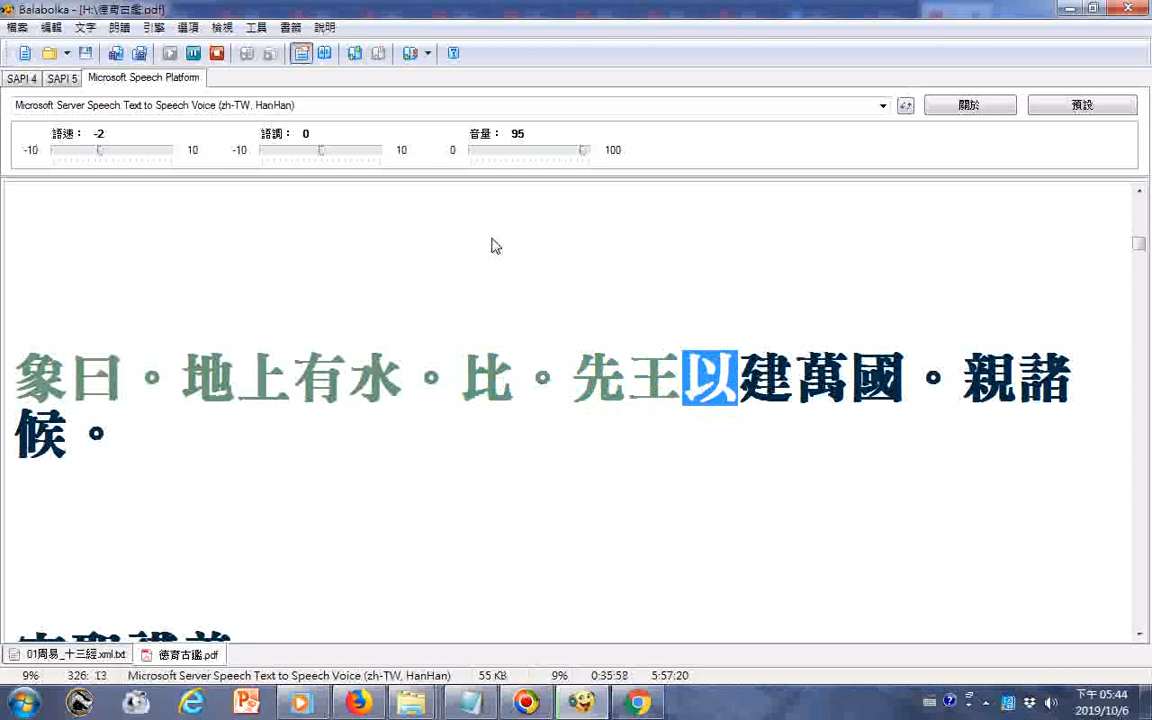 Balabolka - [H:\德育古鑑.pdf]
檔案 編輯 文字 朗讀 引擎 選項 檢視 工具 書籤 說明
SAPI 4 SAPI 5 Microsoft Speech Platform
Microsoft Server Speech Text to Speech Voice (zh-TW, HanHan) 關於 預設
語速： -2 語調： 0 音量： 95
-10 10 -10 10 0 100
象曰。地上有水。比。先王以建萬國。親諸
候。
01周易_十三經.xml.txt 德育古鑑.pdf
9% 326: 13 Microsoft Server Speech Text to Speech Voice (zh-TW, HanHan) 55 KB 9% 0:35:58 5:57:20
下午 05:44
2019/10/6